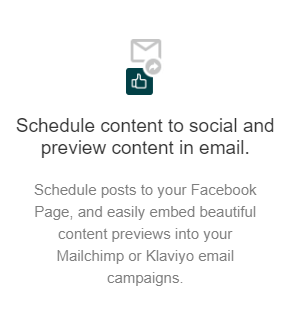 Schedule content to social and
preview content in email.
Schedule posts to your Facebook
Page, and easily embed beautiful
content previews into your
Mailchimp or Klaviyo email
campaigns.